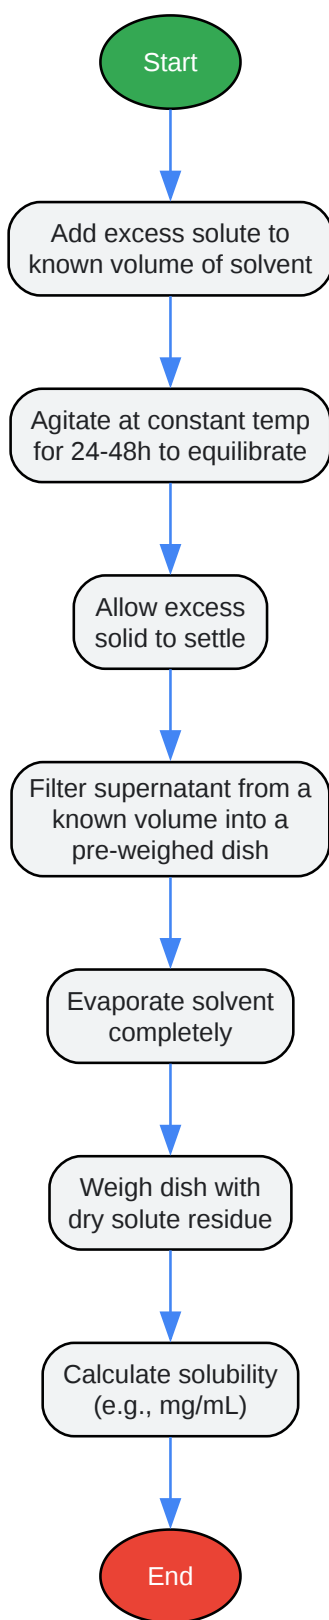 Start
Add excess solute to
known volume of solvent
Agitate at constant temp
for 24-48h to equilibrate
Allow excess
solid to settle
Filter supernatant from a
known volume into a
pre-weighed dish
Evaporate solvent
completely
Weigh dish with
dry solute residue
Calculate solubility
(e.g., mg/mL)
End